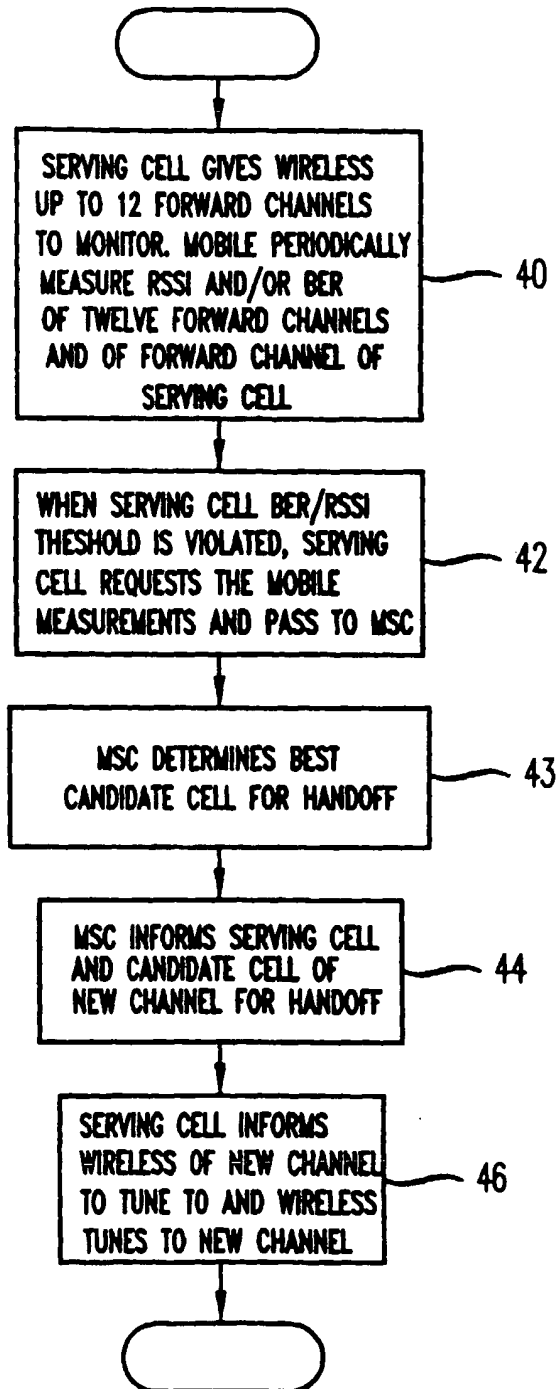 SERVING CELL GIVES WIRELESS
UP TO 12 FORWARD CHANNELS
TO MONITOR. MOBILE PERIODICALLY
MEASURE RSSI AND/OR BER
OF TWELVE FORWARD CHANNELS
AND OF FORWARD CHANNEL OF
SERVING CELL
40
WHEN SERVING CELL BER/RSSI
THESHOLD IS VIOLATED, SERVING
CELL REQUESTS THE MOBILE
MEASUREMENTS AND PASS TO MSC
42
MSC DETERMINES BEST
CANDIDATE CELL FOR HANDOFF
43
MSC INFORMS SERVING CELL
AND CANDIDATE CELL OF
NEW CHANNEL FOR HANDOFF
44
SERVING CELL INFORMS
WIRELESS OF NEW CHANNEL
TO TUNE TO AND WIRELESS
TUNES TO NEW CHANNEL
46